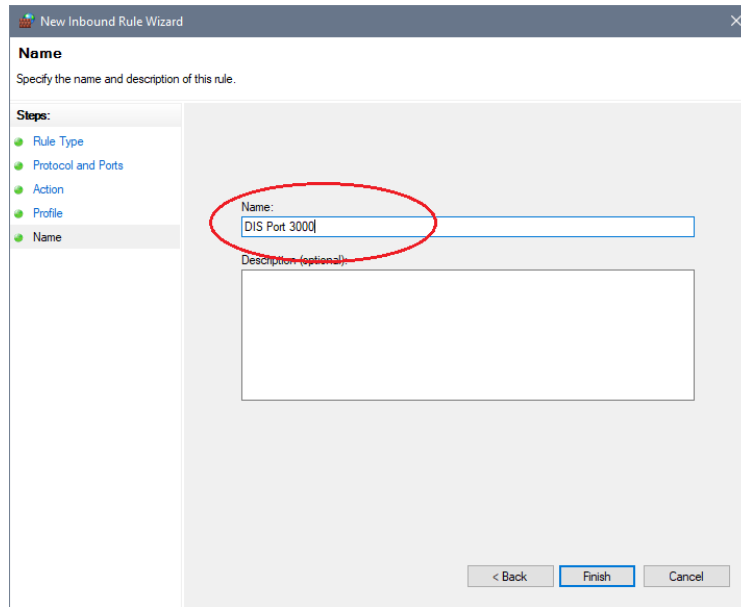 New Inbound Rule Wizard
Name
Specify the name and description of this rule.
Steps:
Rule Type
Protocol and Ports
Action
Profile
Name
Name:
DIS Port 3000
Description (optional):
< Back
Finish
Cancel